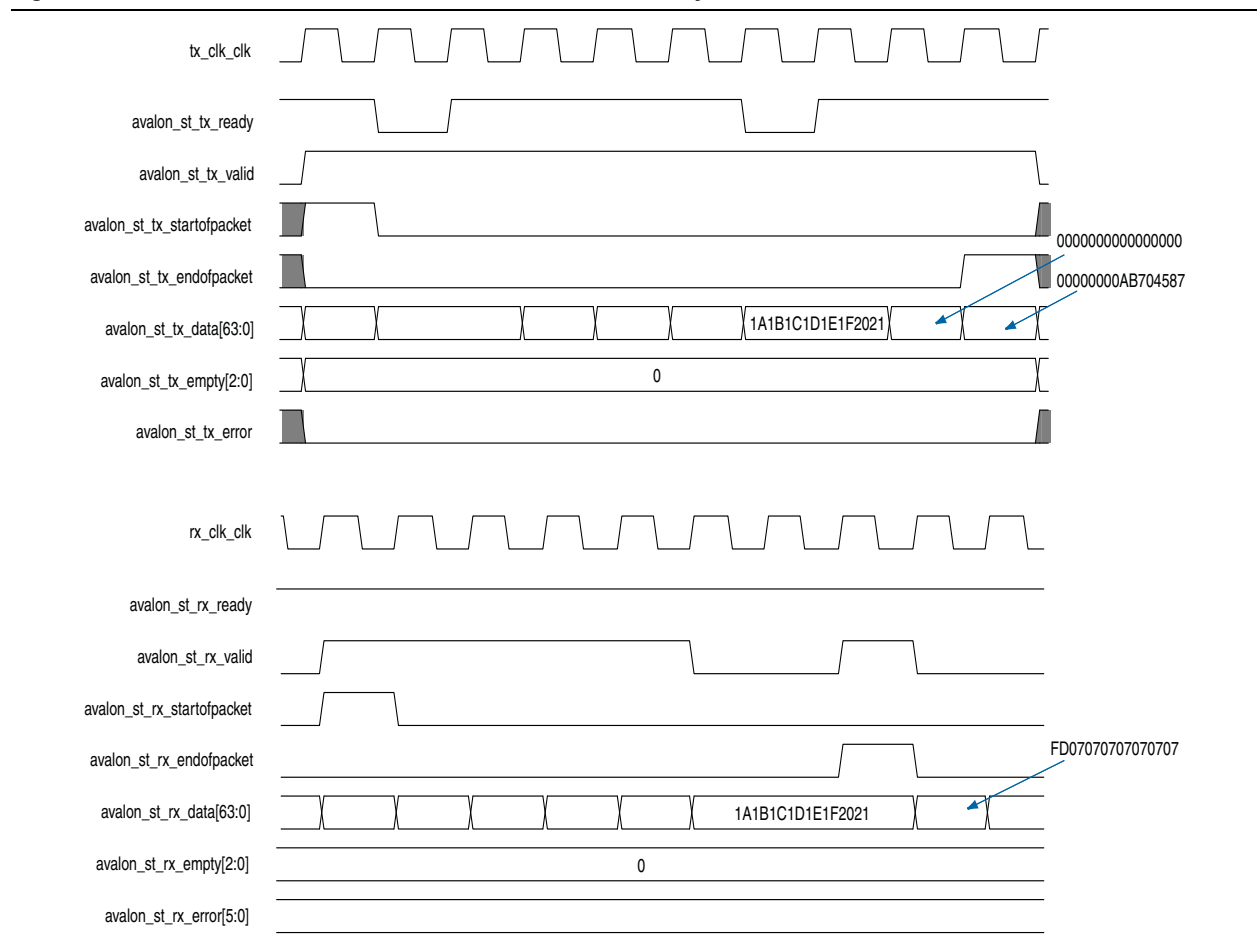 tx_clk_clk
avalon_st_tx_ready
avalon_st_tx_valid
avalon_st_tx_startofpacket
0000000000000000
avalon_st_tx_endofpacket
00000000AB704587
avalon_st_tx_data[63:0]
1A1B1C1D1E1F2021
avalon_st_tx_empty[2:0]
0
avalon_st_tx_error
rx_clk_clk
avalon_st_rx_ready
avalon_st_rx_valid
avalon_st_rx_startofpacket
avalon_st_rx_endofpacket
FD07070707070707
avalon_st_rx_data[63:0]
1A1B1C1D1E1F2021
avalon_st_rx_empty[2:0]
0
avalon_st_rx_error[5:0]